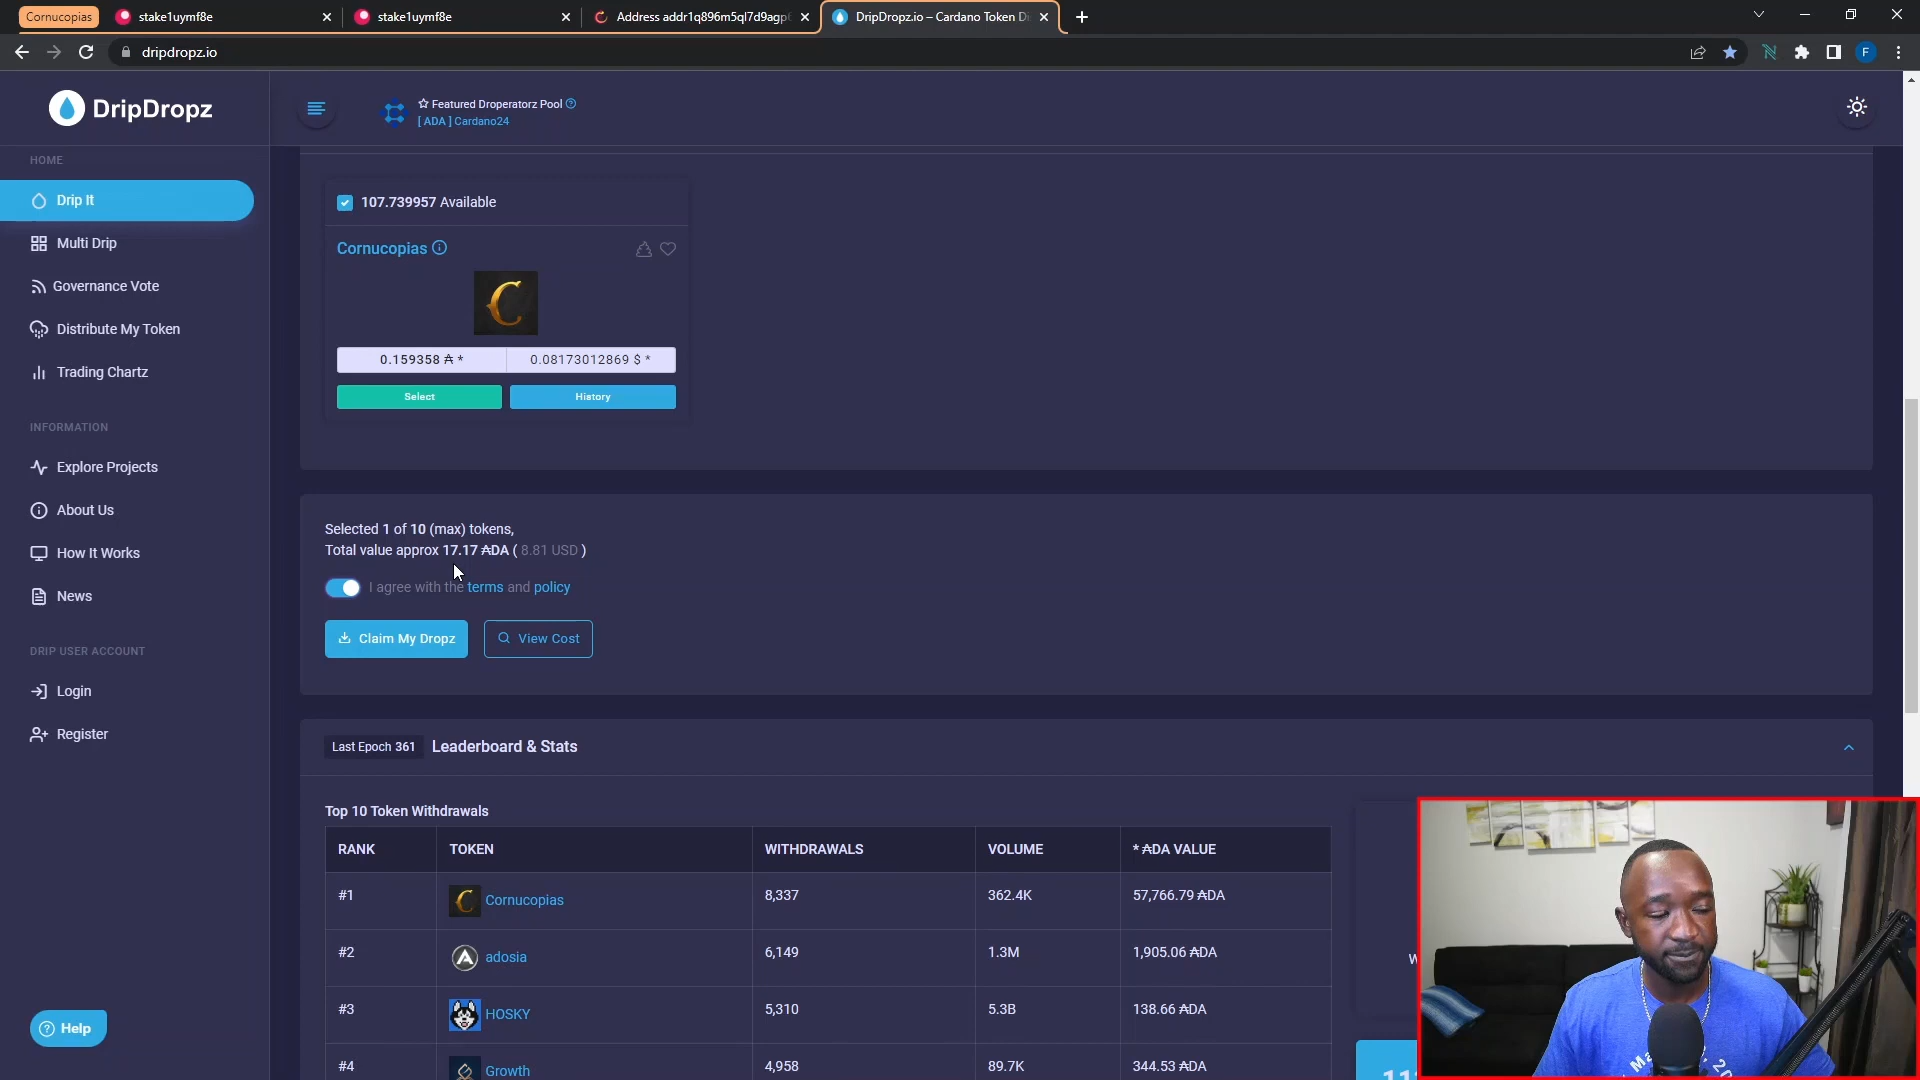 Cornucopias
stake1uymf8e
stake1uymf8e
Address addr1q896m5ql7d9agp
DripDropz.io – Cardano Token Di
dripdropz.io
F
DripDropz
Featured Droperatorz Pool
[ ADA ] Cardano24
HOME
Drip It
Multi Drip
Governance Vote
Distribute My Token
Trading Chartz
INFORMATION
Explore Projects
About Us
How It Works
News
DRIP USER ACCOUNT
Login
Register
Help
107.739957 Available
Cornucopias
C
0.159358 ₳ *
0.08173012869 $ *
Select
History
Selected 1 of 10 (max) tokens,
Total value approx 17.17 ₳DA ( 8.81 USD )
I agree with the terms and policy
Claim My Dropz
View Cost
Last Epoch 361
Leaderboard & Stats
Top 10 Token Withdrawals
RANK TOKEN WITHDRAWALS VOLUME * ₳DA VALUE
#1 Cornucopias 8,337 362.4K 57,766.79 ₳DA
#2 adosia 6,149 1.3M 1,905.06 ₳DA
#3 HOSKY 5,310 5.3B 138.66 ₳DA
#4 Growth 4,958 89.7K 344.53 ₳DA